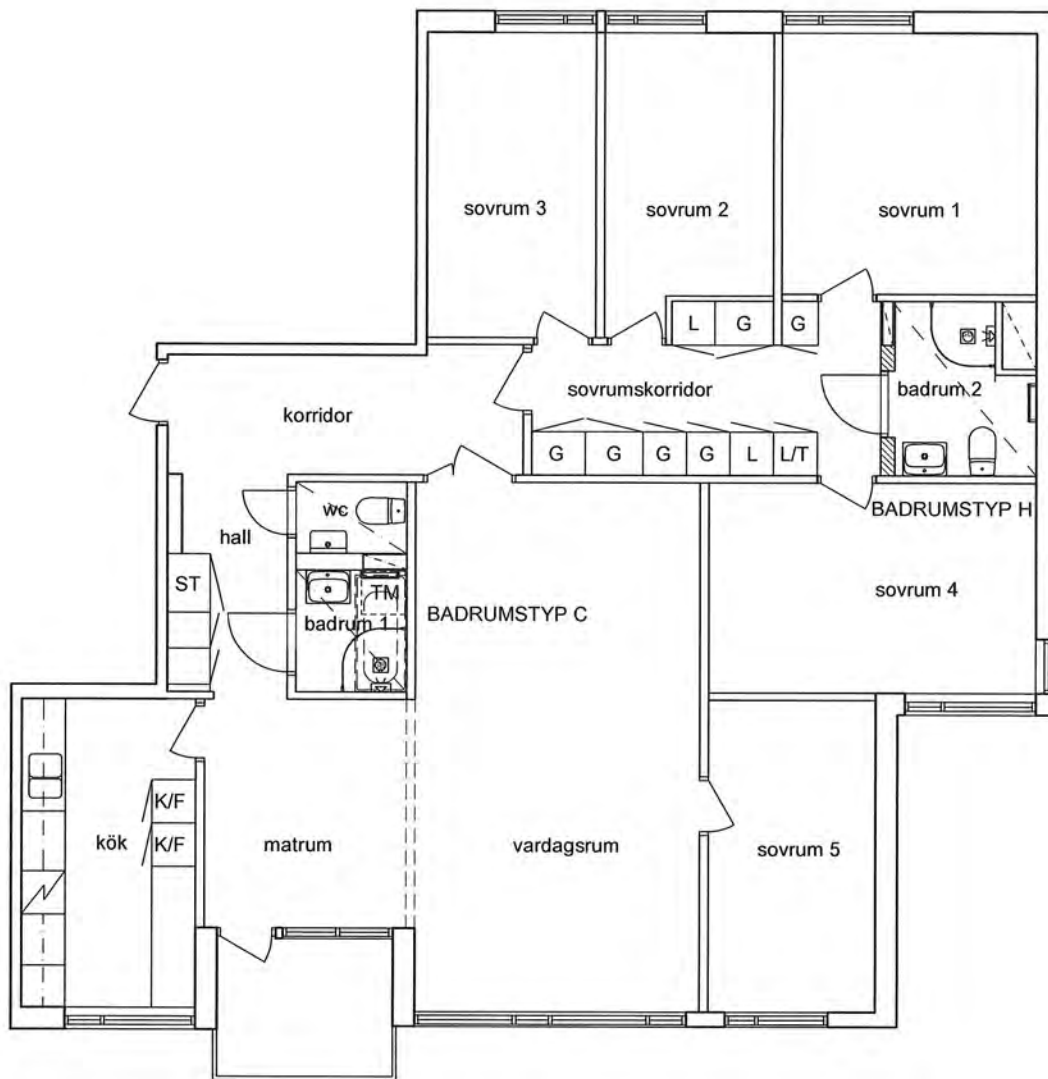 sovrum 3
sovrum 2
sovrum 1
L G G
korridor
sovrumskorridor
badrum 2
G G G G L L/T
wc
BADRUMSTYP H
hall
ST
TM
sovrum 4
badrum 1
BADRUMSTYP C
K/F
K/F
kök
matrum
vardagsrum
sovrum 5